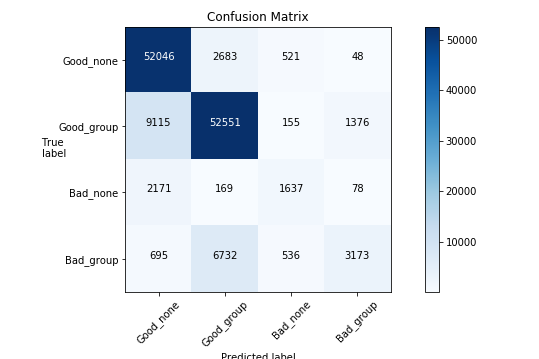 Confusion Matrix
Good_none 52046 2683 521 48
Good_group 9115 52551 155 1376
True
label
Bad_none 2171 169 1637 78
Bad_group 695 6732 536 3173
Good_none Good_group Bad_none Bad_group
Predicted label
50000
40000
30000
20000
10000